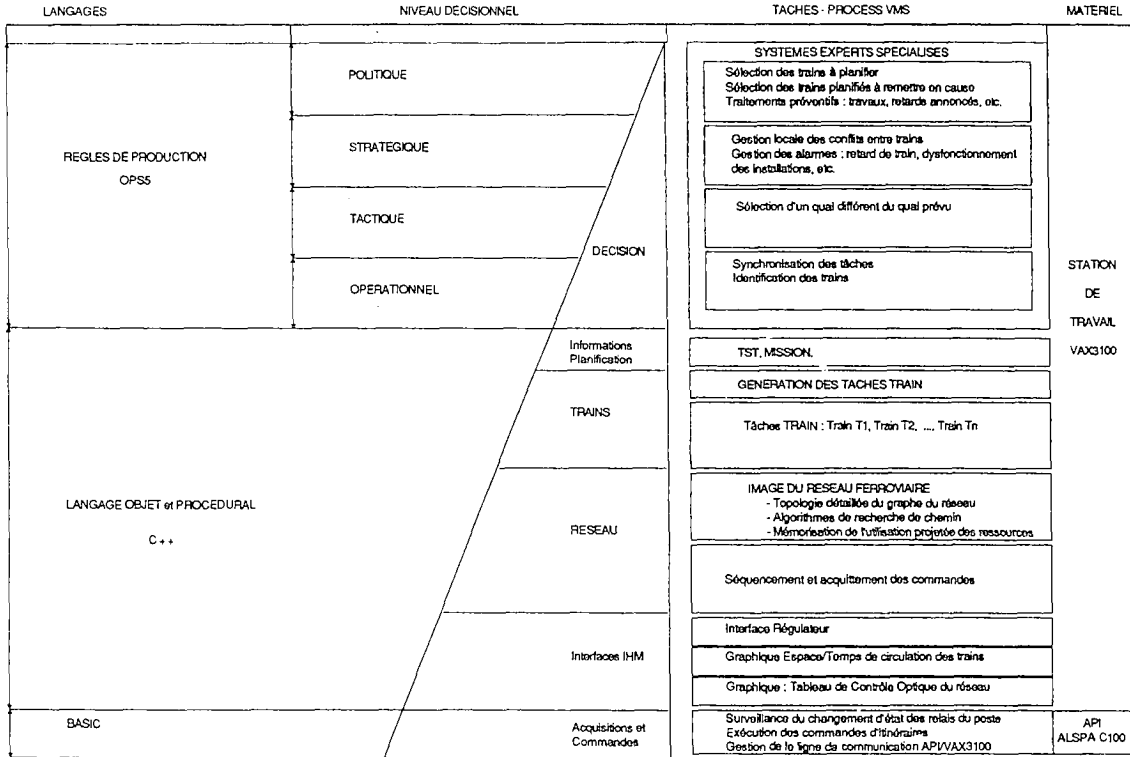 LANGAGES
NIVEAU DECISIONNEL
TACHES - PROCESS VMS
MATERIEL
REGLES DE PRODUCTION
OPS5
POLITIQUE
STRATEGIQUE
TACTIQUE
OPERATIONNEL
DECISION
SYSTEMES EXPERTS SPECIALISES
Sélection des trains à planifier
Sélection des trains planifiés à remettre en cause
Traitements préventifs : travaux, retards annoncés, etc.
Gestion locale des conflits entre trains
Gestion des alarmes : retard de train, dysfonctionnement
des installations, etc.
Sélection d'un quai différent du quai prévu
Synchronisation des tâches
Identification des trains
STATION
DE
TRAVAIL
VAX3100
LANGAGE OBJET et PROCEDURAL
C + +
Informations
Planification
TRAINS
RESEAU
Interfaces IHM
TST, MISSION.
GENERATION DES TACHES TRAIN
Tâches TRAIN : Train T1, Train T2, ..., Train Tn
IMAGE DU RESEAU FERROVIAIRE
- Topologie détaillée du graphe du réseau
- Algorithmes de recherche de chemin
- Mémorisation de l'utilisation projetée des ressources
Séquencement et acquittement des commandes
Interface Régulateur
Graphique Espace/Temps de circulation des trains
Graphique : Tableau de Contrôle Optique du réseau
BASIC
Acquisitions et
Commandes
Surveillance du changement d'état des relais du poste
Exécution des commandes d'itinéraires
Gestion de la ligne de communication API/VAX3100
API
ALSPA C100